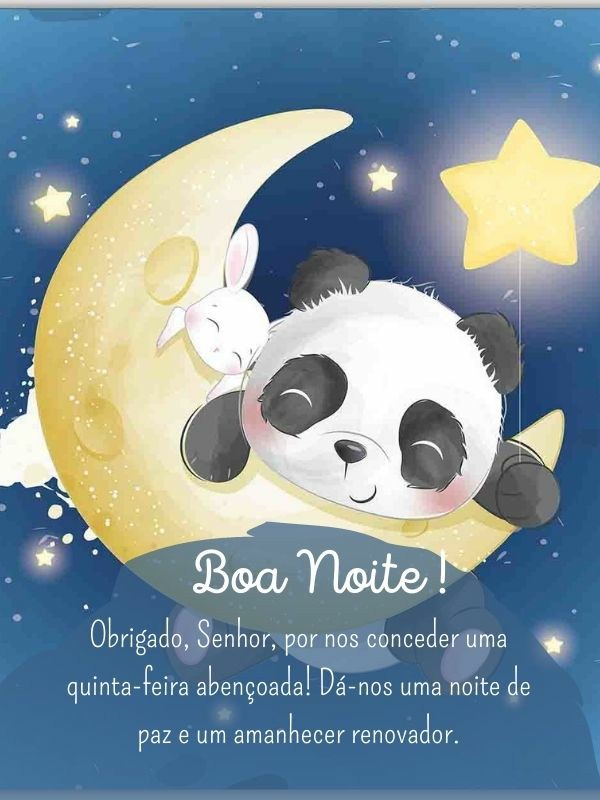 Boa Noite !
Obrigado, Senhor, por nos conceder uma
quinta-feira abençoada! Dá-nos uma noite de
paz e um amanhecer renovador.